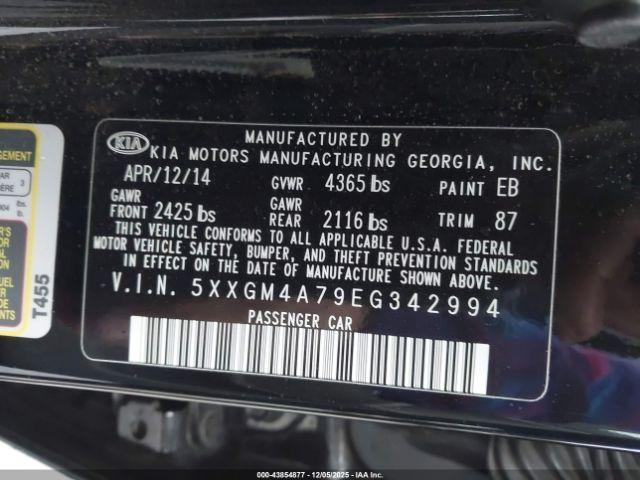 KIA
MANUFACTURED BY
KIA MOTORS MANUFACTURING GEORGIA, INC.
APR/12/14 GVWR 4365 lbs PAINT EB
GAWR FRONT 2425 lbs GAWR REAR 2116 lbs TRIM 87
THIS VEHICLE CONFORMS TO ALL APPLICABLE U.S.A. FEDERAL
MOTOR VEHICLE SAFETY, BUMPER, AND THEFT PREVENTION STANDARDS
IN EFFECT ON THE DATE OF MANUFACTURE SHOWN ABOVE.
V.I.N. 5XXGM4A79EG342994
PASSENGER CAR
T455
000-43854877 - 12/05/2025 - IAA, Inc.